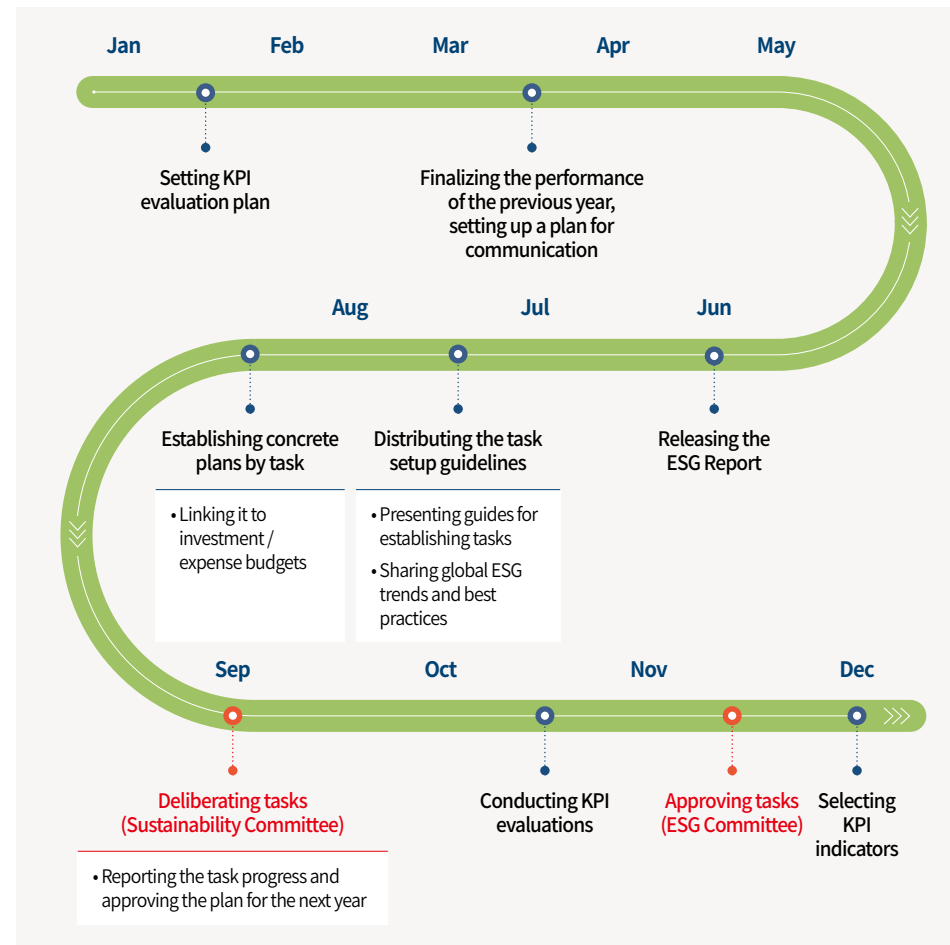 Jan Feb Mar Apr May
Setting KPI
evaluation plan
Finalizing the performance
of the previous year,
setting up a plan for
communication
Aug Jul Jun
Establishing concrete
plans by task
• Linking it to
investment /
expense budgets
Distributing the task
setup guidelines
• Presenting guides for
establishing tasks
• Sharing global ESG
trends and best
practices
Releasing the
ESG Report
Sep Oct Nov Dec
Deliberating tasks
(Sustainability Committee)
• Reporting the task progress and
approving the plan for the next year
Conducting KPI
evaluations
Approving tasks
(ESG Committee)
Selecting
KPI
indicators